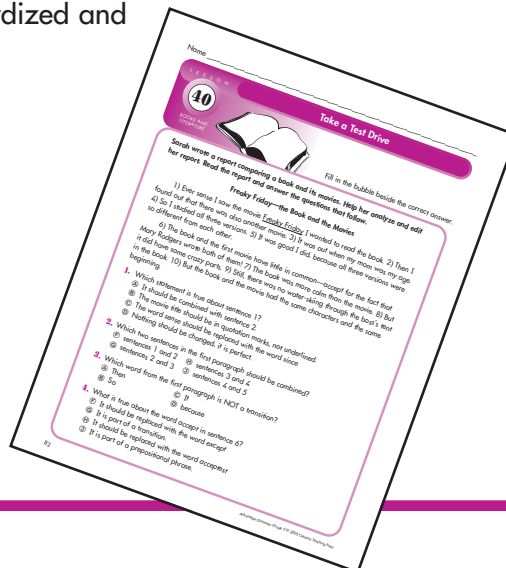 dized and
Name
LESSON
40
BOOKS AND
LITERATURE
Take a Test Drive
Fill in the bubble beside the correct answer.
Sarah wrote a report comparing a book and its movies. Help her analyze and edit
her report. Read the report and answer the questions that follow.
Freaky Friday—the Book and the Movies
1) Ever sense I saw the movie Freaky Friday I wanted to read the book. 2) Then I
found out that there was also another movie. 3) It was out when my mom was my age.
4) So I studied all three versions. 5) It was good I did, because all three versions were
so different from each other.
6) The book and the first movie have little in common—accept for the fact that
Mary Rodgers wrote both of them! 7) The book was more calm than the movie. 8) But
it did have some crazy parts. 9) Still, there was no water-skiing through the boss's tent
in the book. 10) But the book and the movie had the same characters and the same
beginning.
1. Which statement is true about sentence 1?
A It should be combined with sentence 2.
B The movie title should be in quotation marks, not underlined.
C The word sense should be replaced with the word since
D Nothing should be changed, it is perfect.
2. Which two sentences in the first paragraph should be combined?
F sentences 1 and 2 H sentences 3 and 4
G sentences 2 and 3 J sentences 4 and 5
3. Which word from the first paragraph is NOT a transition?
A Then C It
B So D because
4. What is true about the word accept in sentence 6?
F It should be replaced with the word except
G It is part of a transition.
H It should be replaced with the word acceptest
J It is part of a prepositional phrase.
82